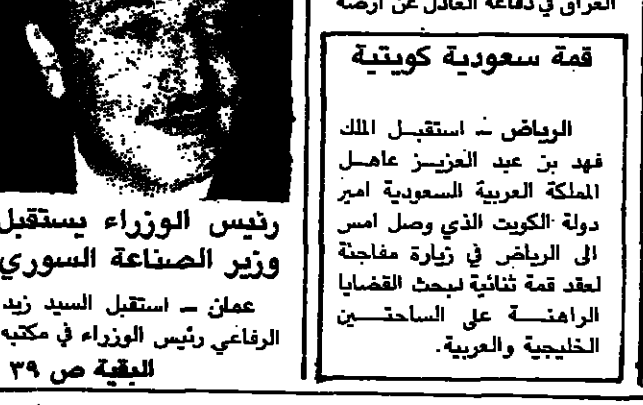 العراق في دفاعه العادل عن ارضه
قمة سعودية كويتية
الرياض ــ استقبل الملك
فهد بن عبد العزيز عاهل
المملكة العربية السعودية امير
دولة الكويت الذي وصل امس
الى الرياض في زيارة مفاجئة
لعقد قمة ثنائية لبحث القضايا
الراهنة على الساحتين
الخليجية والعربية.
رئيس الوزراء يستقبل
وزير الصناعة السوري
عمان ــ استقبل السيد زيد
الرفاعي رئيس الوزراء في مكتبه
البقية ص ٣٩